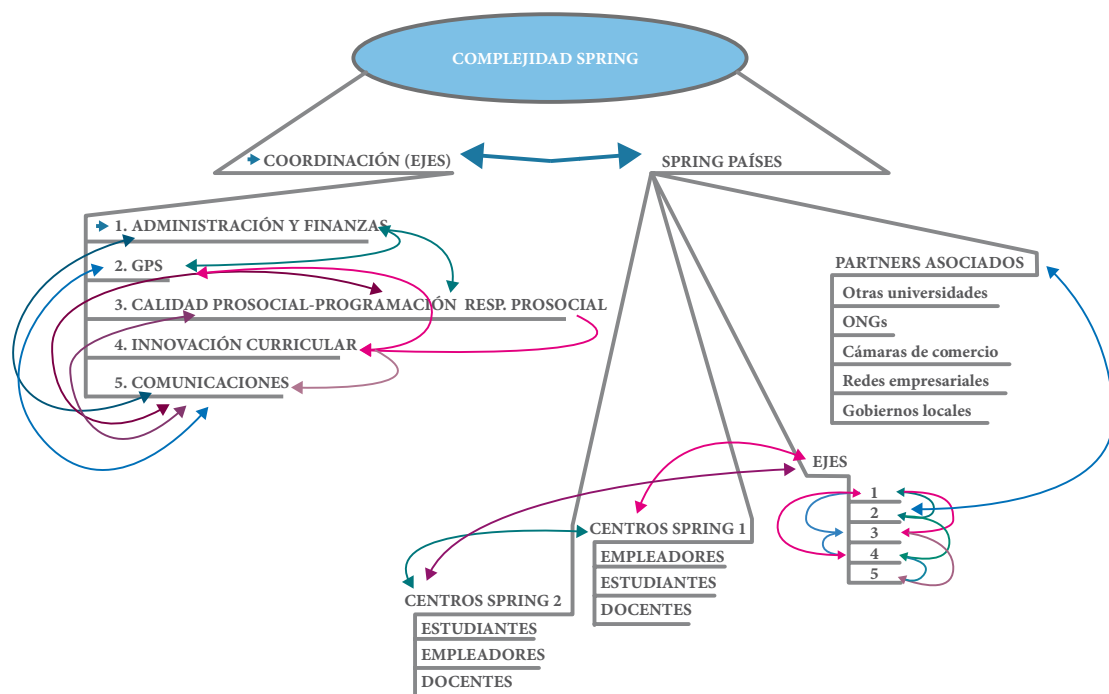 COMPLEJIDAD SPRING
COORDINACIÓN (EJES)
SPRING PAÍSES
1. ADMINISTRACIÓN Y FINANZAS
2. GPS
3. CALIDAD PROSOCIAL-PROGRAMACIÓN RESP. PROSOCIAL
4. INNOVACIÓN CURRICULAR
5. COMUNICACIONES
PARTNERS ASOCIADOS
Otras universidades
ONGs
Cámaras de comercio
Redes empresariales
Gobiernos locales
EJES
1
2
3
4
5
CENTROS SPRING 1
EMPLEADORES
ESTUDIANTES
DOCENTES
CENTROS SPRING 2
ESTUDIANTES
EMPLEADORES
DOCENTES